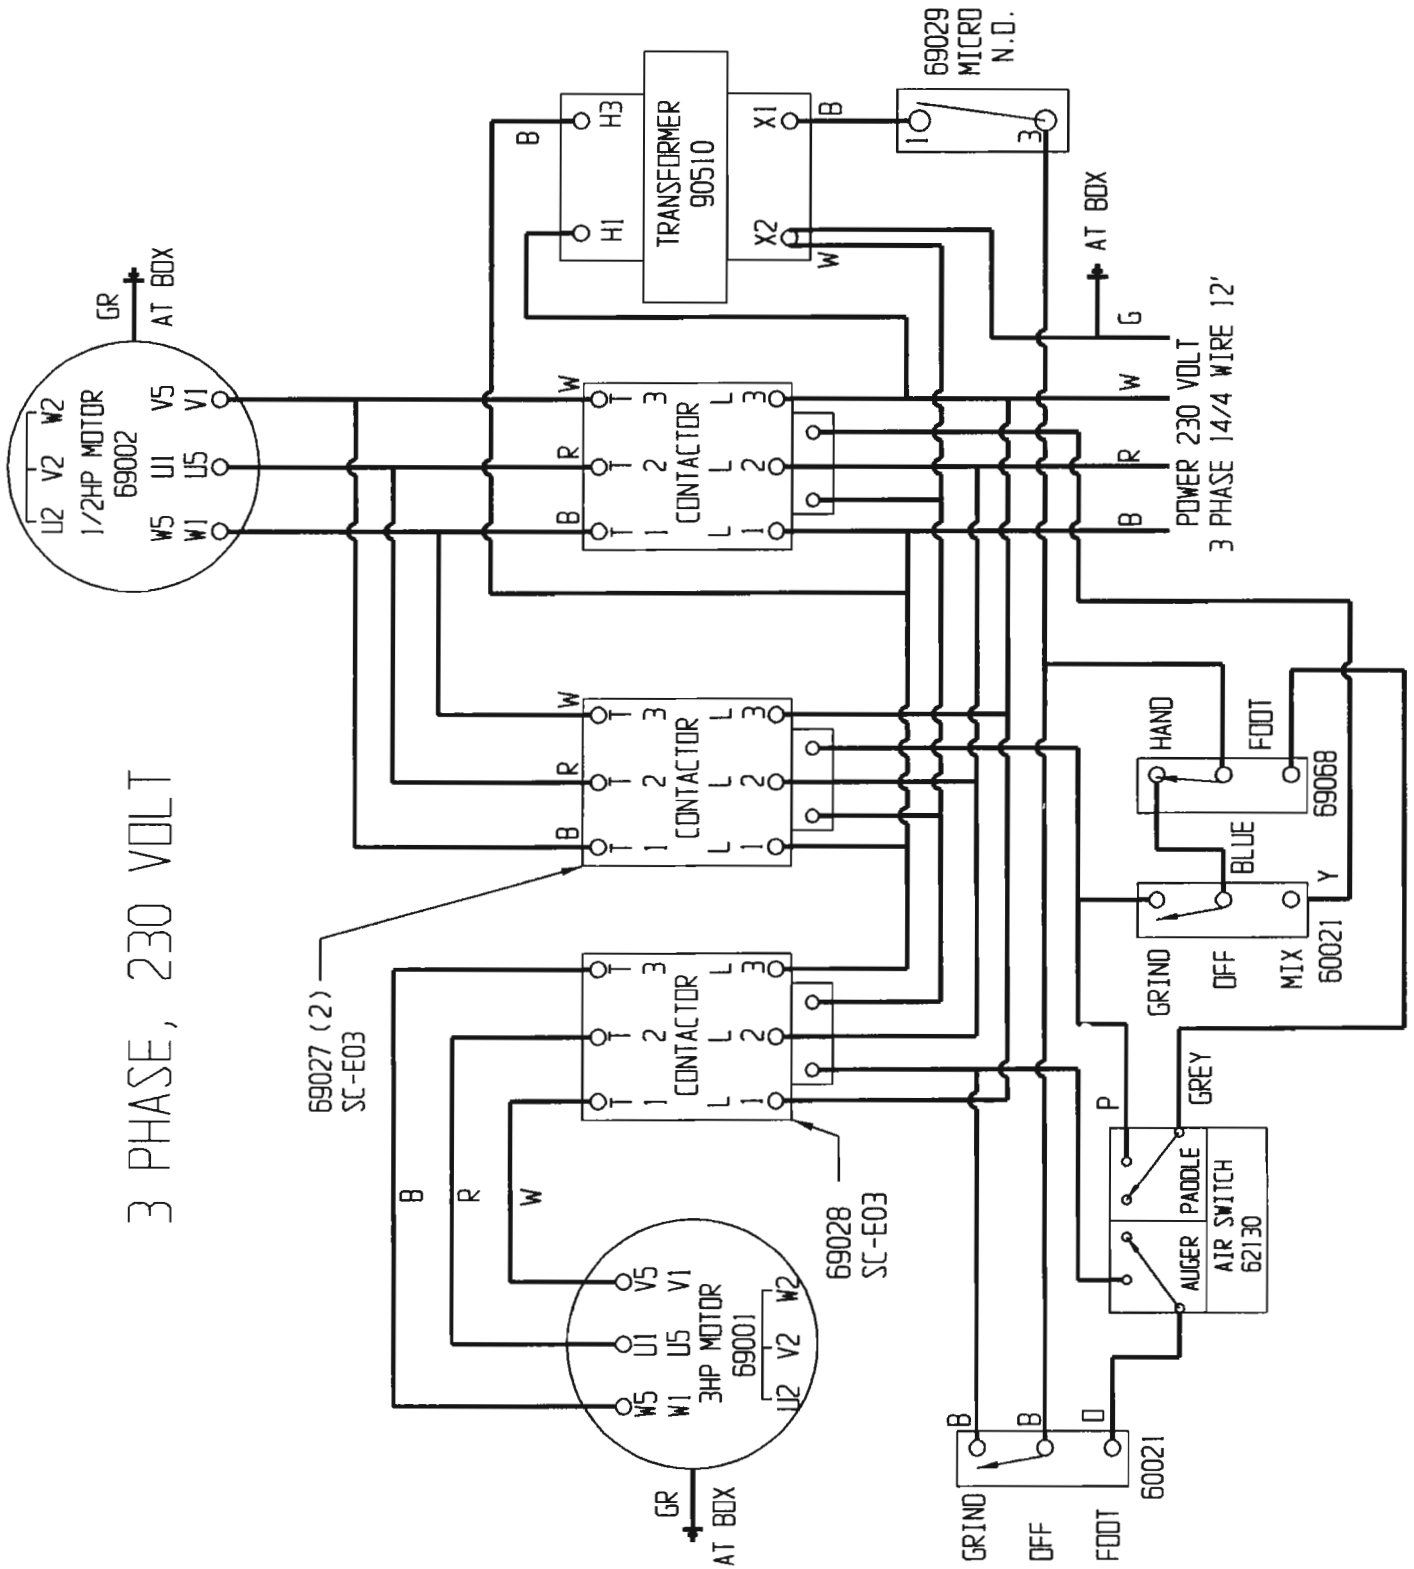 3 PHASE, 230 VOLT
GR
AT BOX
U2 V2 W2
1/2HP MOTOR
69002
W5 U1 V5
W1 U5 V1
B R W
T T T
1 2 3
CONTACTOR
L L L
1 2 3
B
H1 H3
TRANSFORMER
90510
X2 X1
W B
69029
MICRO
N.O.
1
3
AT BOX
B R W G
POWER 230 VOLT
3 PHASE 14/4 WIRE 12'
69027 (2)
SC-E03
B R W
T T T
1 2 3
CONTACTOR
L L L
1 2 3
T T T
1 2 3
CONTACTOR
L L L
1 2 3
69028
SC-E03
B
R
W
GR
AT BOX
W5 U1 V5
W1 U5 V1
3HP MOTOR
69001
U2 V2 W2
HAND
FOOT
69068
BLUE
Y
GRIND
OFF
MIX
60021
P
GREY
AUGER PADDLE
AIR SWITCH
62130
B
B
O
GRIND
OFF
FOOT
60021